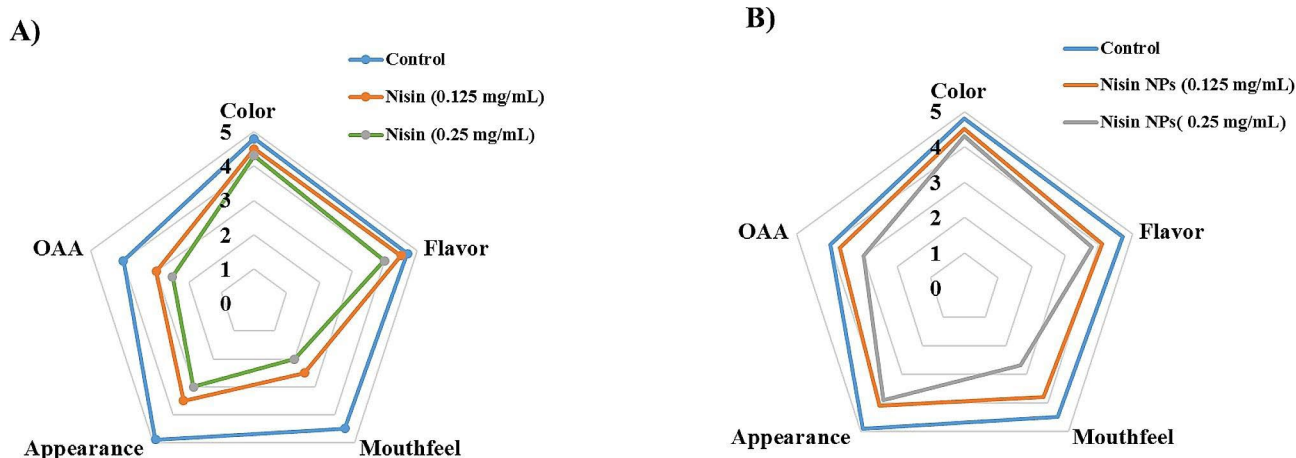 A)
Control
Nisin (0.125 mg/mL)
Nisin (0.25 mg/mL)
Color
5
4
3
2
1
0
Flavor
Mouthfeel
Appearance
OAA
B)
Control
Nisin NPs (0.125 mg/mL)
Nisin NPs( 0.25 mg/mL)
Color
5
4
3
2
1
0
Flavor
Mouthfeel
Appearance
OAA